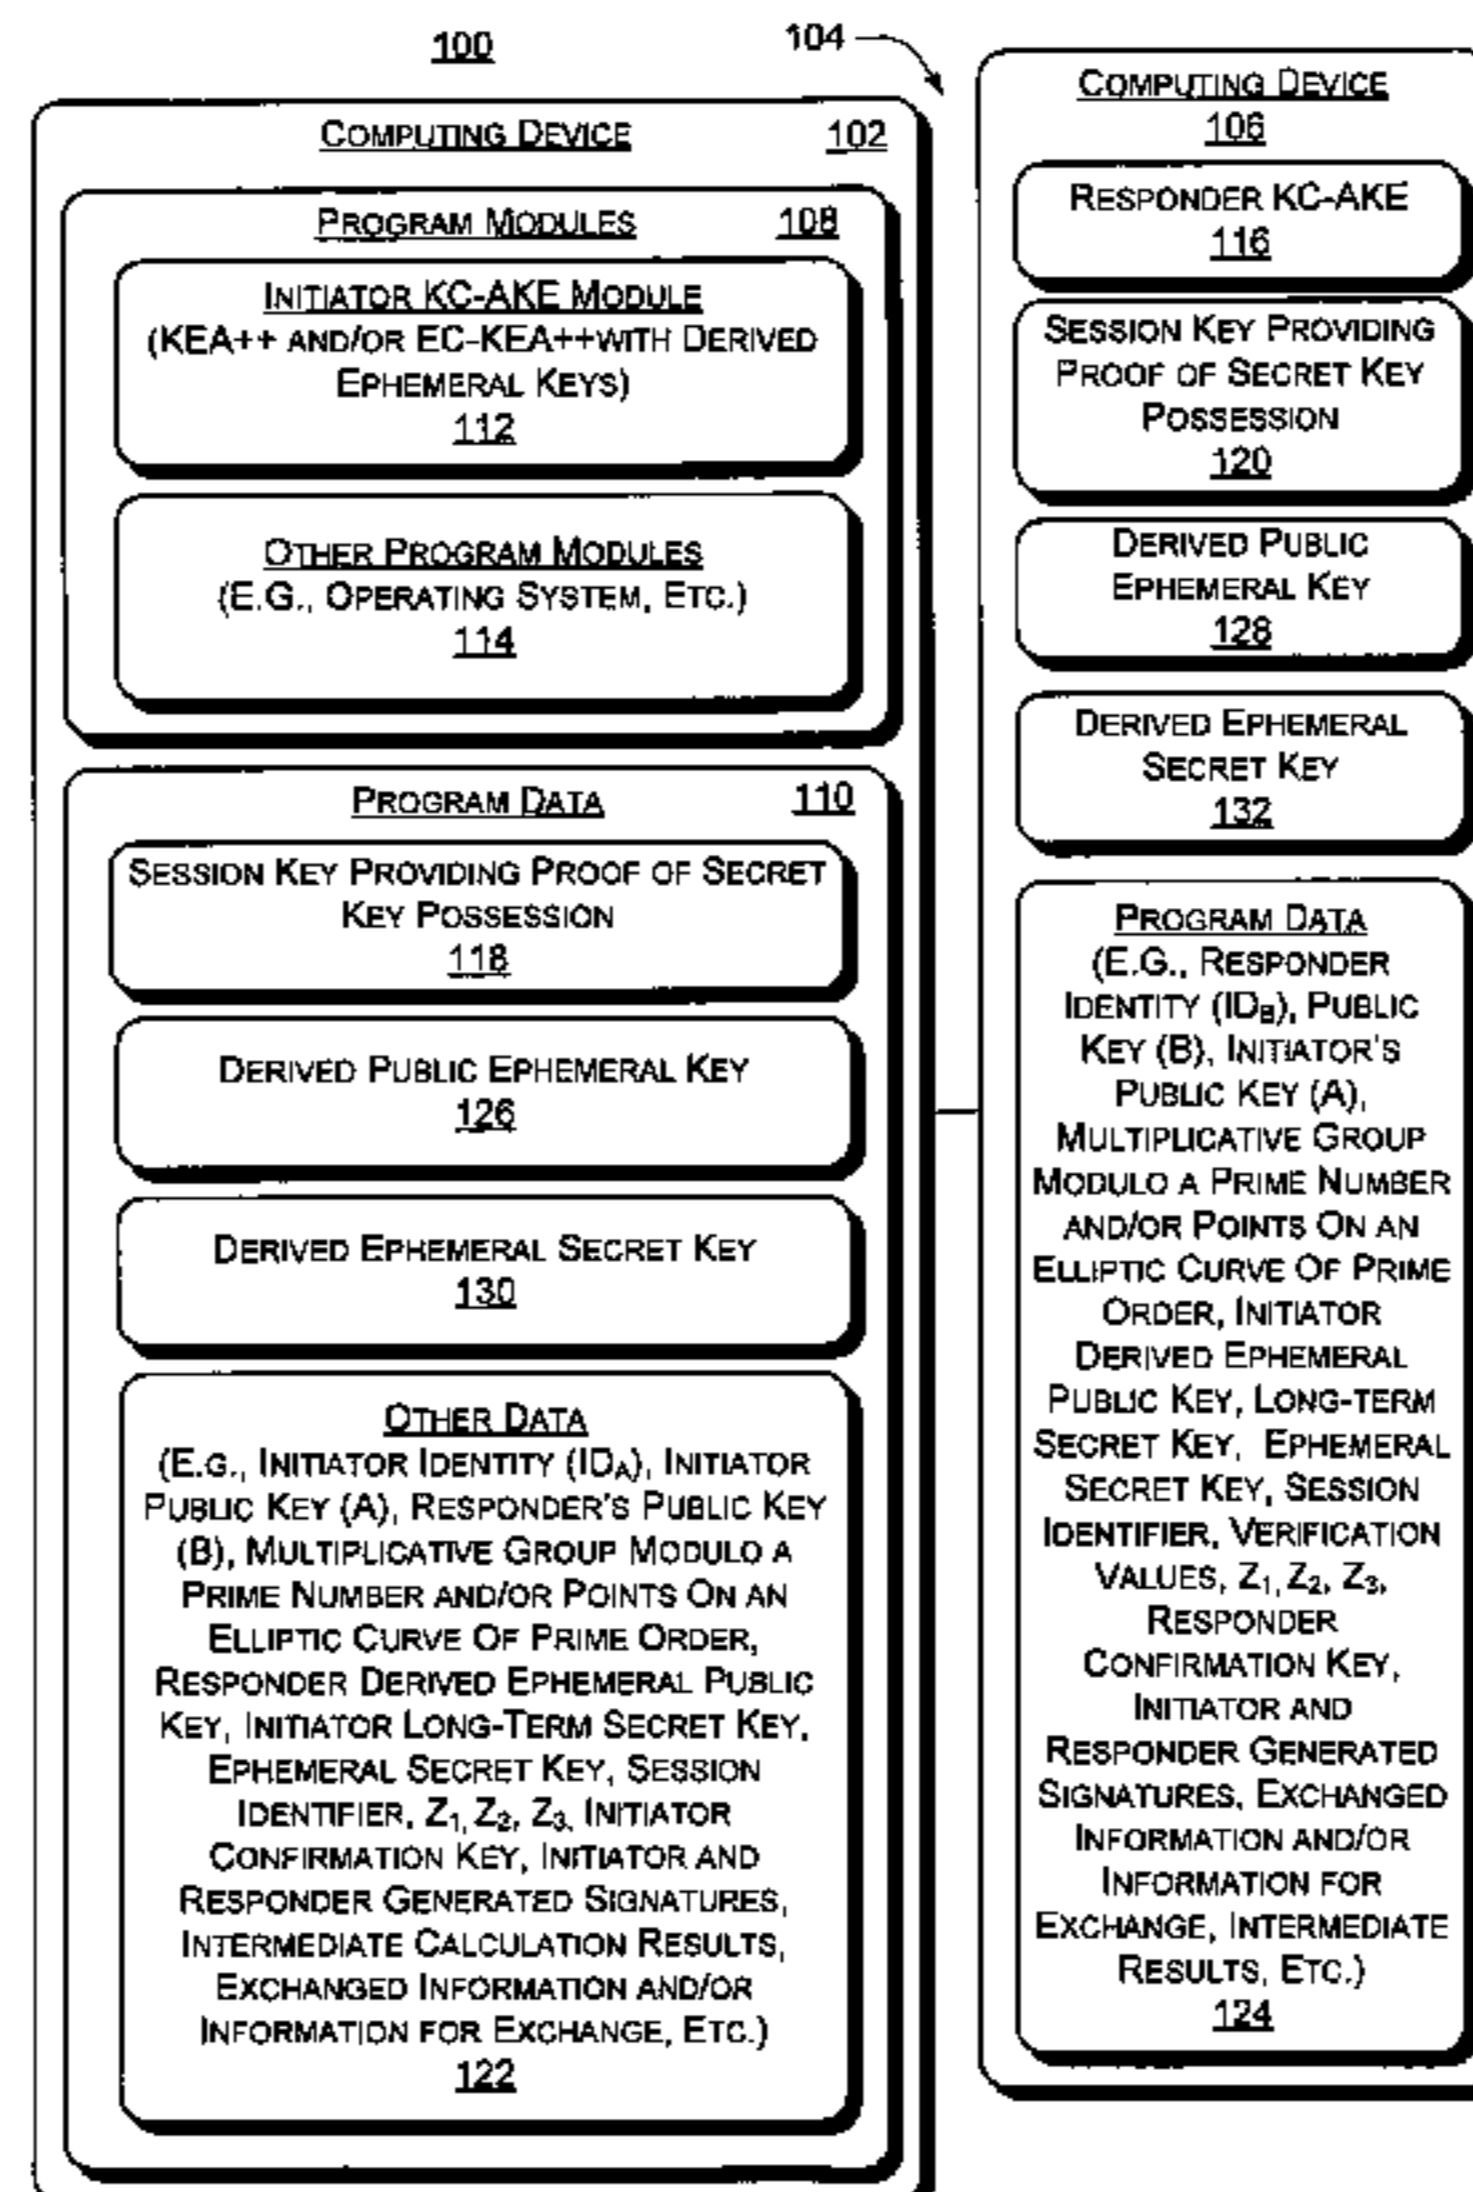 100
104
COMPUTING DEVICE 102
PROGRAM MODULES 108
INITIATOR KC-AKE MODULE
(KEA++ AND/OR EC-KEA++WITH DERIVED
EPHEMERAL KEYS)
112
OTHER PROGRAM MODULES
(E.G., OPERATING SYSTEM, ETC.)
114
PROGRAM DATA 110
SESSION KEY PROVIDING PROOF OF SECRET
KEY POSSESSION
118
DERIVED PUBLIC EPHEMERAL KEY
126
DERIVED EPHEMERAL SECRET KEY
130
OTHER DATA
(E.G., INITIATOR IDENTITY (IDA), INITIATOR
PUBLIC KEY (A), RESPONDER'S PUBLIC KEY
(B), MULTIPLICATIVE GROUP MODULO A
PRIME NUMBER AND/OR POINTS ON AN
ELLIPTIC CURVE OF PRIME ORDER,
RESPONDER DERIVED EPHEMERAL PUBLIC
KEY, INITIATOR LONG-TERM SECRET KEY,
EPHEMERAL SECRET KEY, SESSION
IDENTIFIER, Z1, Z2, Z3, INITIATOR
CONFIRMATION KEY, INITIATOR AND
RESPONDER GENERATED SIGNATURES,
INTERMEDIATE CALCULATION RESULTS,
EXCHANGED INFORMATION AND/OR
INFORMATION FOR EXCHANGE, ETC.)
122
COMPUTING DEVICE
106
RESPONDER KC-AKE
116
SESSION KEY PROVIDING
PROOF OF SECRET KEY
POSSESSION
120
DERIVED PUBLIC
EPHEMERAL KEY
128
DERIVED EPHEMERAL
SECRET KEY
132
PROGRAM DATA
(E.G., RESPONDER
IDENTITY (IDB), PUBLIC
KEY (B), INITIATOR'S
PUBLIC KEY (A),
MULTIPLICATIVE GROUP
MODULO A PRIME NUMBER
AND/OR POINTS ON AN
ELLIPTIC CURVE OF PRIME
ORDER, INITIATOR
DERIVED EPHEMERAL
PUBLIC KEY, LONG-TERM
SECRET KEY, EPHEMERAL
SECRET KEY, SESSION
IDENTIFIER, VERIFICATION
VALUES, Z1, Z2, Z3,
RESPONDER
CONFIRMATION KEY,
INITIATOR AND
RESPONDER GENERATED
SIGNATURES, EXCHANGED
INFORMATION AND/OR
INFORMATION FOR
EXCHANGE, INTERMEDIATE
RESULTS, ETC.)
124